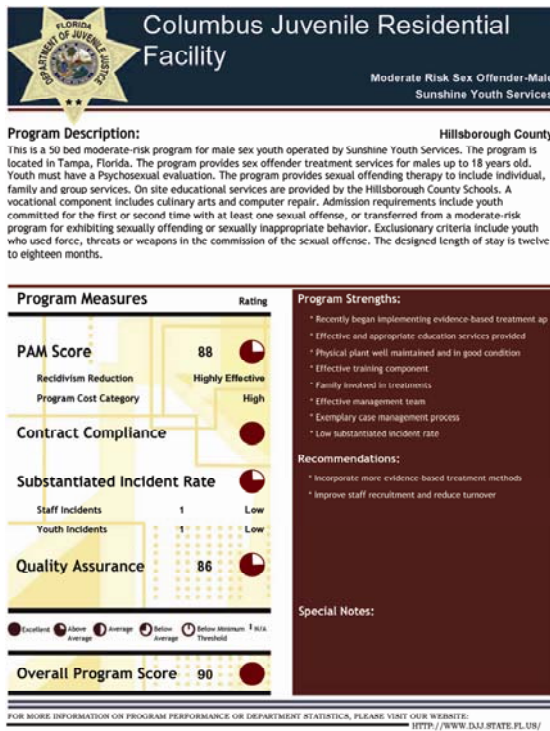 FLORIDA
DEPARTMENT OF JUVENILE JUSTICE
Columbus Juvenile Residential
Facility
Moderate Risk Sex Offender-Male
Sunshine Youth Services
Program Description:
Hillsborough County
This is a 50 bed moderate-risk program for male sex youth operated by Sunshine Youth Services. The program is
located in Tampa, Florida. The program provides sex offender treatment services for males up to 18 years old.
Youth must have a Psychosexual evaluation. The program provides sexual offending therapy to include individual,
family and group services. On site educational services are provided by the Hillsborough County Schools. A
vocational component includes culinary arts and computer repair. Admission requirements include youth
committed for the first or second time with at least one sexual offense, or transferred from a moderate-risk
program for exhibiting sexually offending or sexually inappropriate behavior. Exclusionary criteria include youth
who used force, threats or weapons in the commission of the sexual offense. The designed length of stay is twelve
to eighteen months.
Program Measures Rating
PAM Score 88
Recidivism Reduction Highly Effective
Program Cost Category High
Contract Compliance
Substantiated Incident Rate
Staff Incidents 1 Low
Youth Incidents 1 Low
Quality Assurance 86
Excellent Above Average Average Below Average Below Minimum Threshold ! N/A
Overall Program Score 90
Program Strengths:
* Recently began implementing evidence-based treatment ap
* Effective and appropriate education services provided
* Physical plant well maintained and in good condition
* Effective training component
* Family involved in treatments
* Effective management team
* Exemplary case management process
* Low substantiated incident rate
Recommendations:
* Incorporate more evidence-based treatment methods
* Improve staff recruitment and reduce turnover
Special Notes:
FOR MORE INFORMATION ON PROGRAM PERFORMANCE OR DEPARTMENT STATISTICS, PLEASE VISIT OUR WEBSITE:
HTTP://WWW.DJJ.STATE.FL.US/